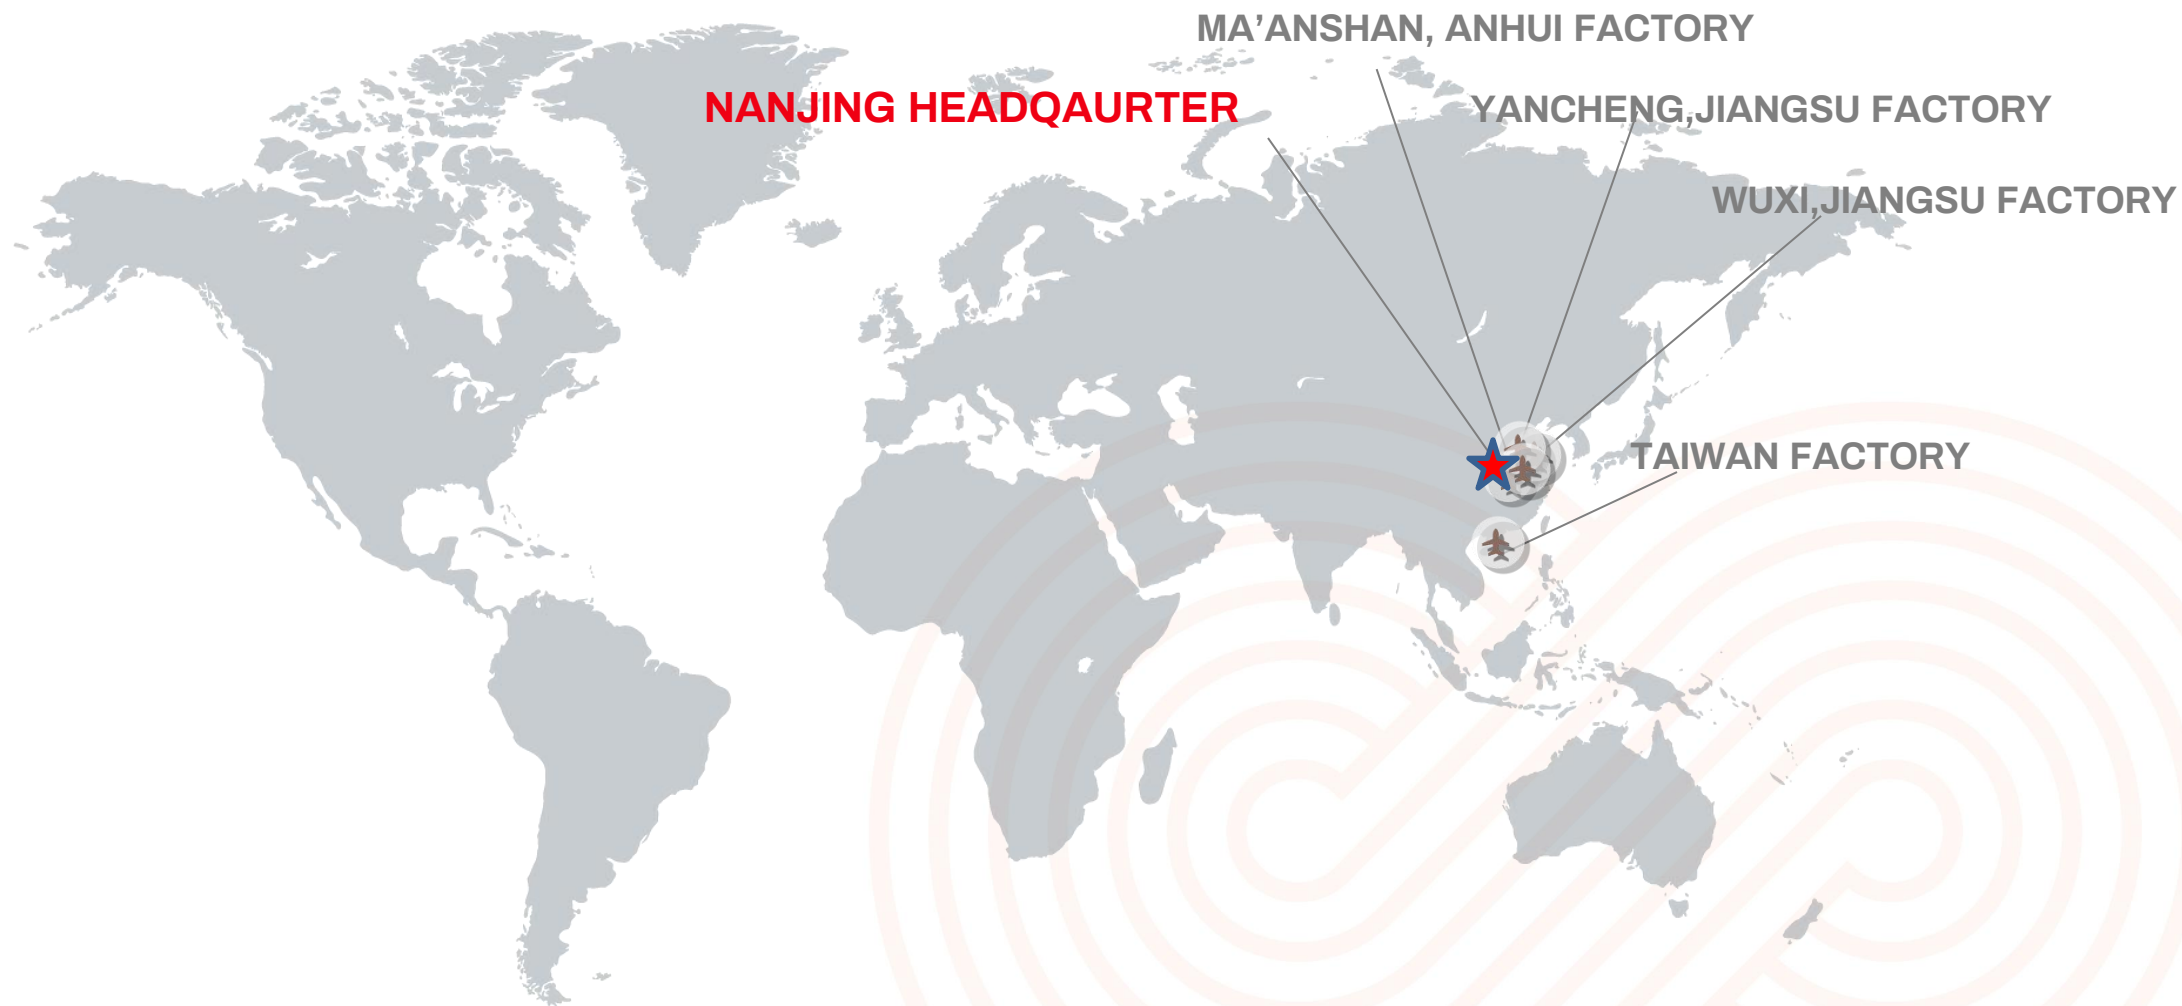 MA’ANSHAN, ANHUI FACTORY
NANJING HEADQAURTER
YANCHENG,JIANGSU FACTORY
WUXI,JIANGSU FACTORY
TAIWAN FACTORY